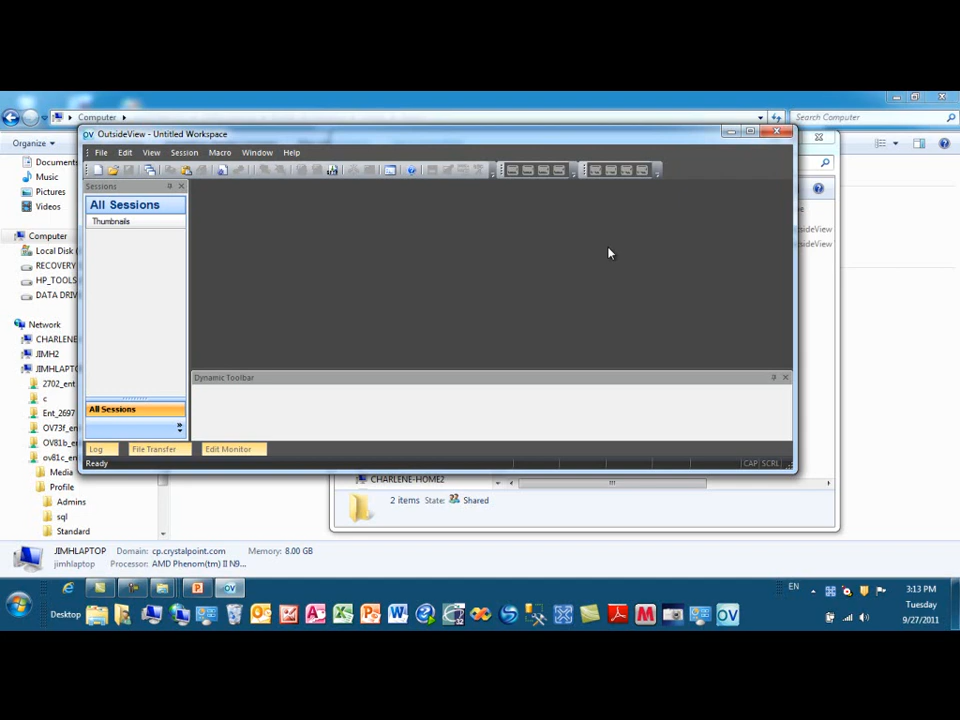 Computer
Search Computer
OV OutsideView - Untitled Workspace
Organize
File Edit View Session Macro Window Help
Documents
Music
Pictures
Videos
Computer
Local Disk
RECOVERY
HP_TOOLS
DATA DRIV
Network
CHARLENE
JIMH2
JIMHLAPTOP
2702_ent
c
Ent_2697
OV73f_en
OV81b_e
ov81c_en
Media
Profile
Admins
sql
Standard
Sessions
All Sessions
Thumbnails
Dynamic Toolbar
All Sessions
Log File Transfer Edit Monitor
Ready
CAP SCRL
CHARLENE-HOME2
2 items State: Shared
JIMHLAPTOP Domain: cp.crystalpoint.com Memory: 8.00 GB
jimhlaptop Processor: AMD Phenom(tm) II N9...
EN
3:13 PM
Tuesday
9/27/2011
Desktop